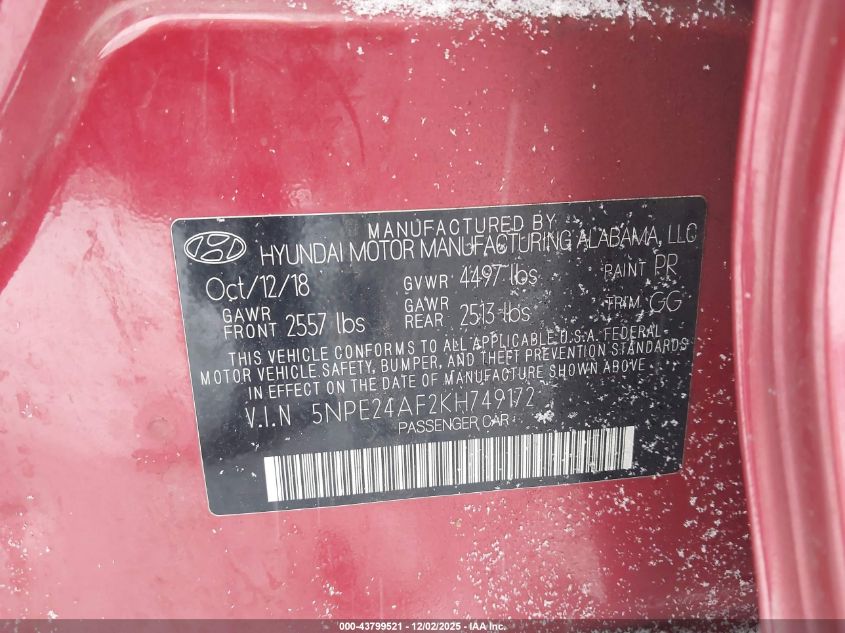 MANUFACTURED BY
HYUNDAI MOTOR MANUFACTURING ALABAMA, LLC
Oct/12/18 GVWR 4497 lbs PAINT PR
GAWR FRONT 2557 lbs GAWR REAR 2513 lbs TRIM GG
THIS VEHICLE CONFORMS TO ALL APPLICABLE U.S.A. FEDERAL
MOTOR VEHICLE SAFETY, BUMPER, AND THEFT PREVENTION STANDARDS
IN EFFECT ON THE DATE OF MANUFACTURE SHOWN ABOVE
V.I.N 5NPE24AF2KH749172
PASSENGER CAR
000-43799521 - 12/02/2025 - IAA Inc.